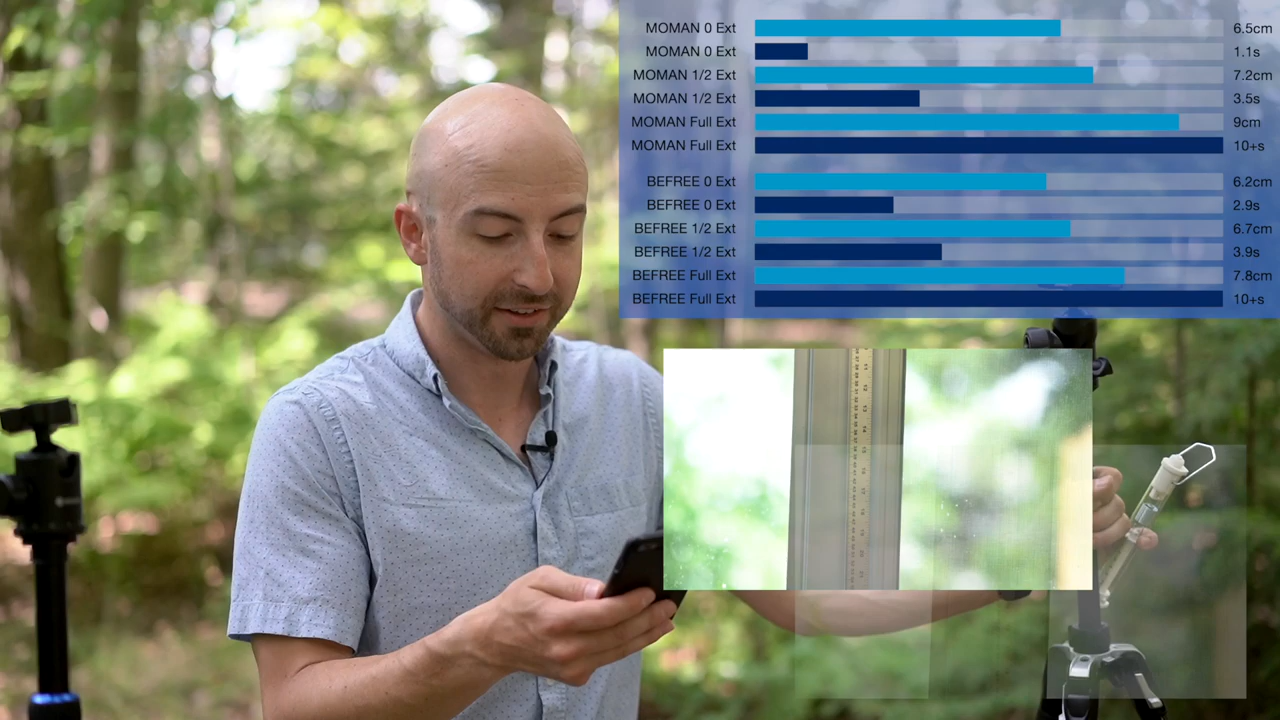 MOMAN 0 Ext 6.5cm
MOMAN 0 Ext 1.1s
MOMAN 1/2 Ext 7.2cm
MOMAN 1/2 Ext 3.5s
MOMAN Full Ext 9cm
MOMAN Full Ext 10+s
BEFREE 0 Ext 6.2cm
BEFREE 0 Ext 2.9s
BEFREE 1/2 Ext 6.7cm
BEFREE 1/2 Ext 3.9s
BEFREE Full Ext 7.8cm
BEFREE Full Ext 10+s